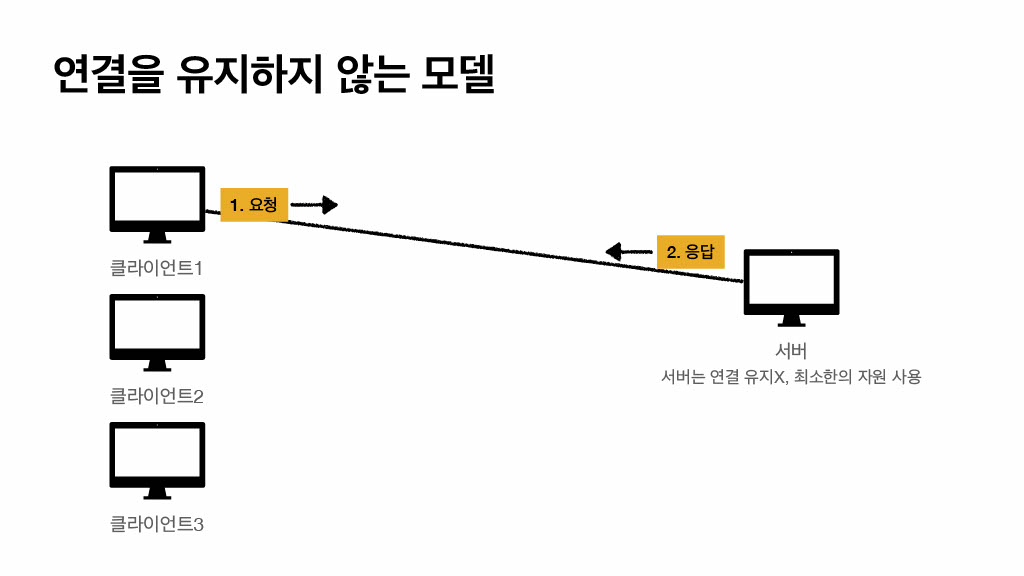 연결을 유지하지 않는 모델
1. 요청
2. 응답
클라이언트1
클라이언트2
클라이언트3
서버
서버는 연결 유지X, 최소한의 자원 사용